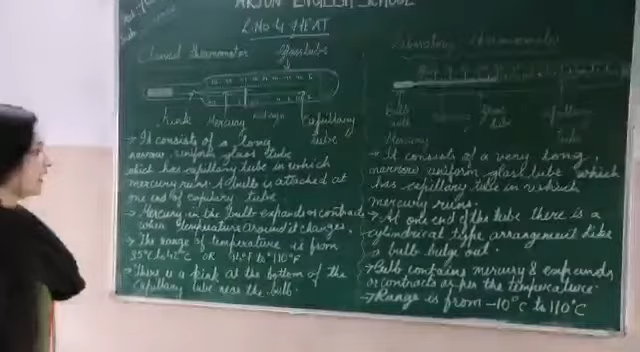 ARJUN ENGLISH SCHOOL
L.No 4 HEAT
Clinical thermometer Glass tube
Kink Mercury Capillary tube
→ It consists of a long
narrow, uniform glass tube
which has capillary tube in which
mercury runs. A bulb is attached at
one end of capillary tube
→ Mercury in the bulb expands or contracts
when temperature around it changes.
→ The range of temperature is from
35°C to 42°C OR to 110°F
→ There is a kink at the bottom of the
capillary tube near the bulb.
Laboratory thermometer
Bulb with Mercury
Glass tube
Capillary Tube
→ It consists of a very long,
narrow uniform glass tube which
has capillary tube in which
mercury runs.
→ At one end of the tube there is a
cylindrical type arrangement like
a bulb bulge out.
→ Bulb contains mercury & expands
or contracts as per the temperature.
→ Range is from -10°C to 110°C